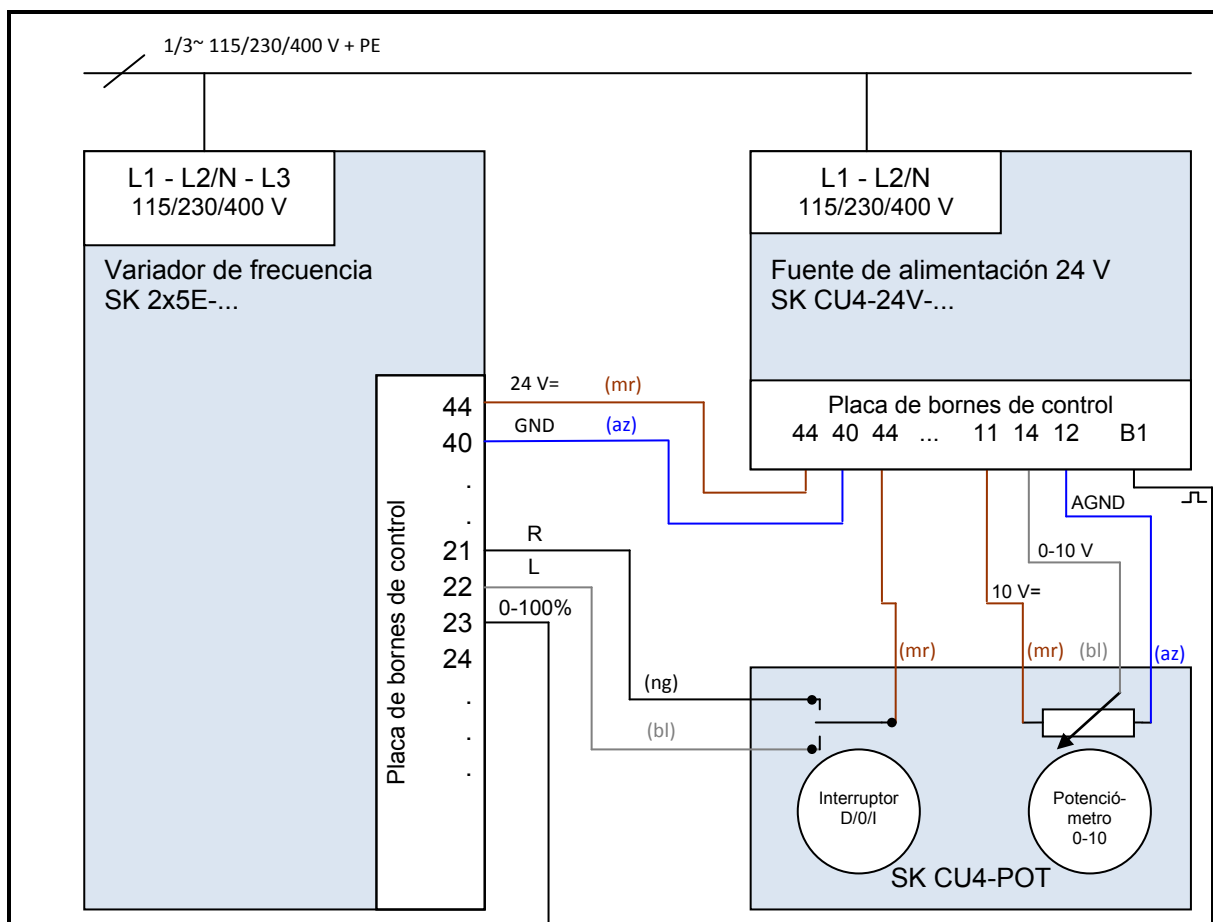 1/3~ 115/230/400 V + PE
L1 - L2/N - L3
115/230/400 V
Variador de frecuencia
SK 2x5E-...
L1 - L2/N
115/230/400 V
Fuente de alimentación 24 V
SK CU4-24V-...
Placa de bornes de control
44 40 44 ... 11 14 12 B1
Placa de bornes de control
44
40
.
.
21
22
23
24
.
.
.
24 V= (mr)
GND (az)
R
L
0-100%
(ng)
(bl)
AGND
0-10 V
10 V=
(mr) (mr) (bl) (az)
Interruptor
D/0/I
Potenció-
metro
0-10
SK CU4-POT